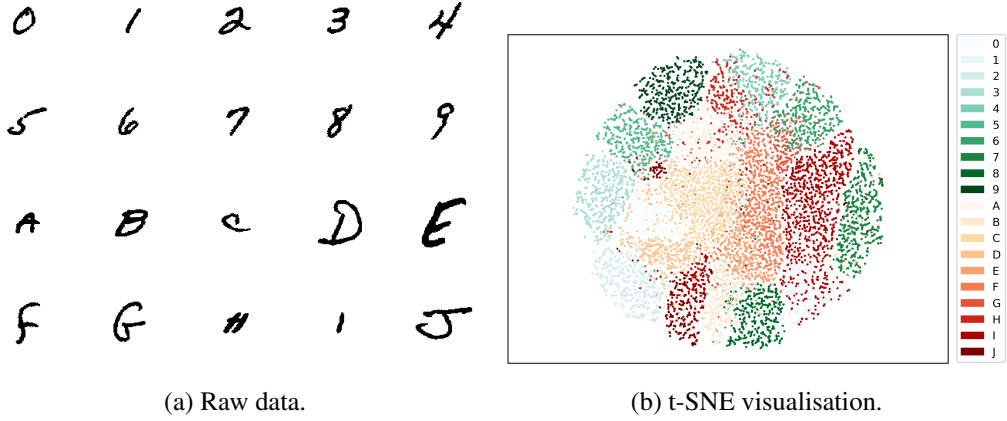 0 1 2 3 4
5 6 7 8 9
A B C D E
F G H I J
(a) Raw data.
0
1
2
3
4
5
6
7
8
9
A
B
C
D
E
F
G
H
I
J
(b) t-SNE visualisation.